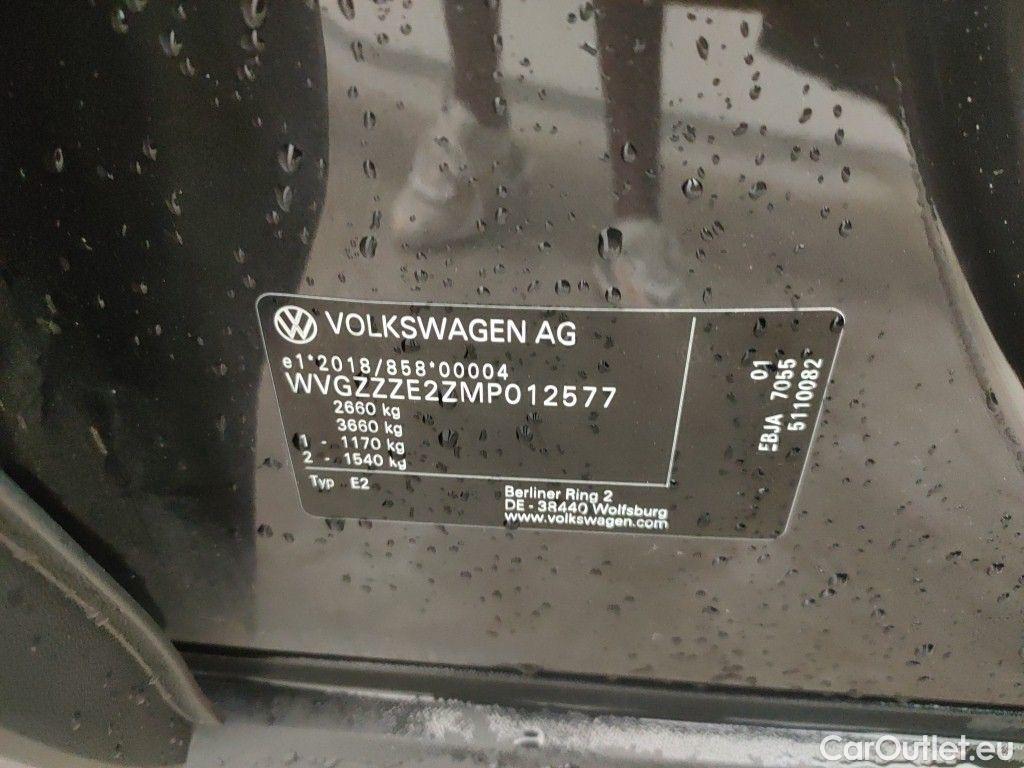 VOLKSWAGEN AG
e1*2018/858*00004
WVGZZZE2ZMP012577
2660 kg
3660 kg
1 - 1170 kg
2 - 1540 kg
Typ E2
Berliner Ring 2
DE - 38440 Wolfsburg
www.volkswagen.com
01
EBJA 7055
5110082
CarOutlet.eu